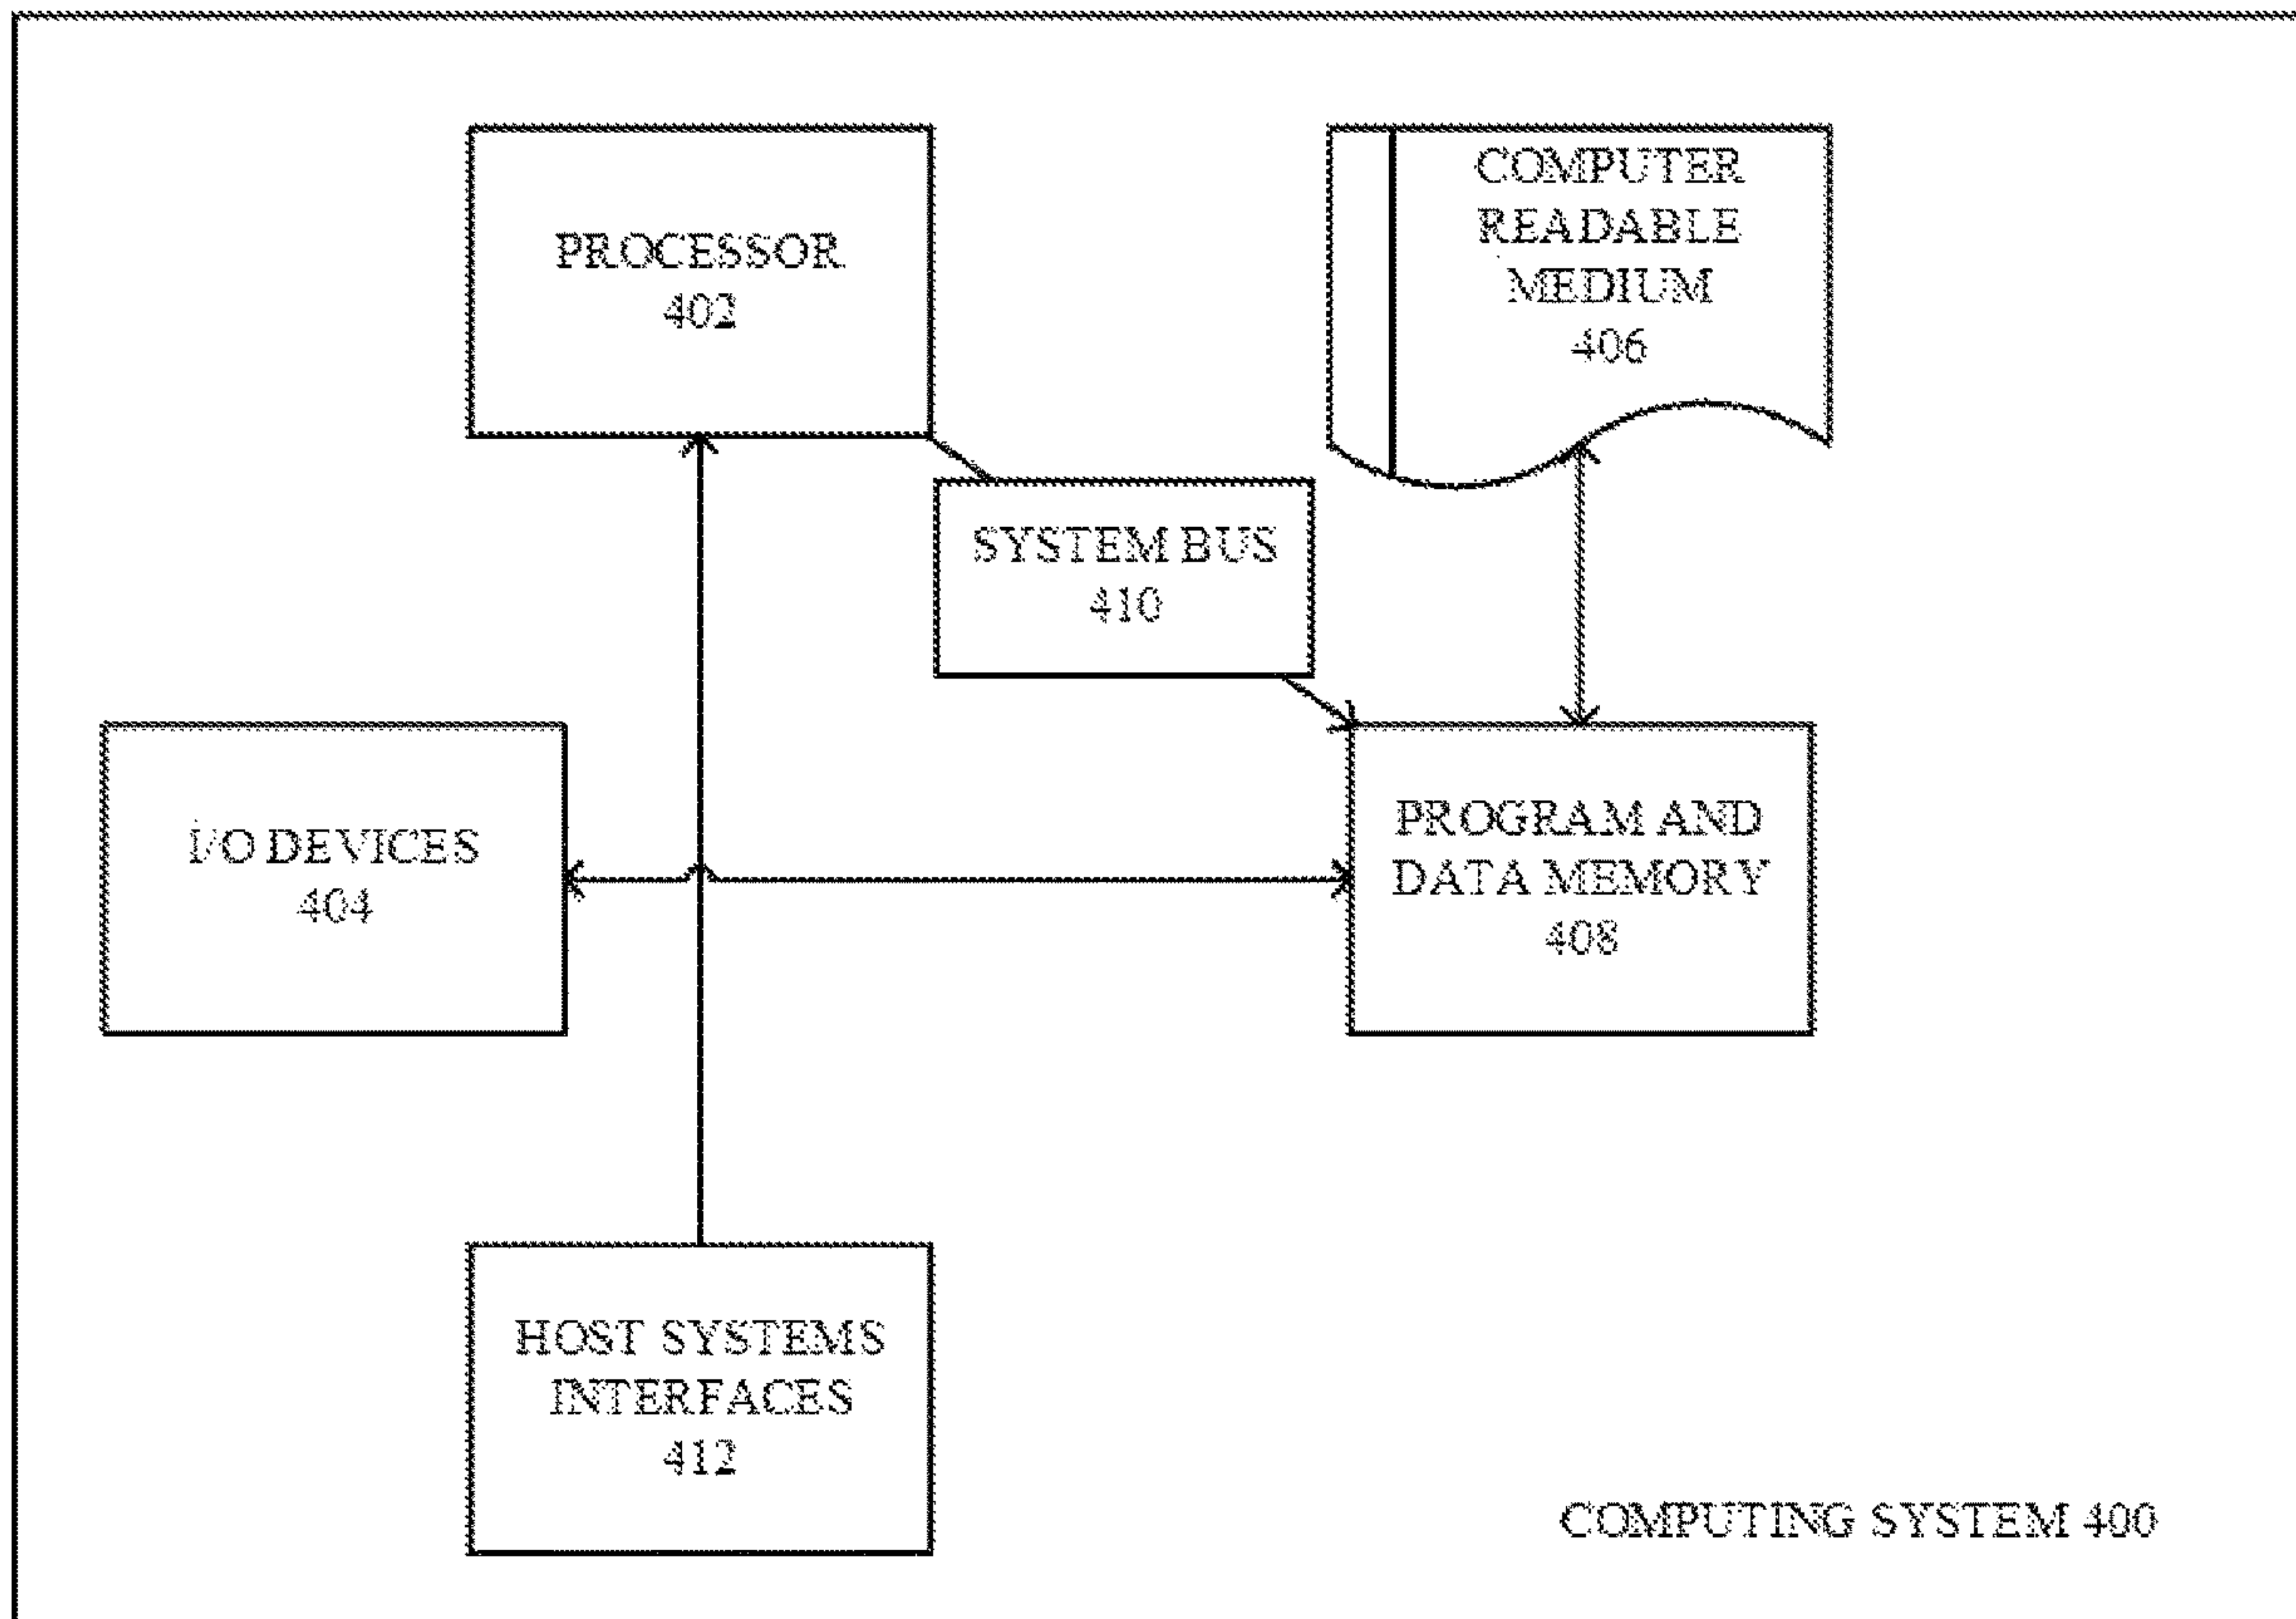 PROCESSOR
402
COMPUTER
READABLE
MEDIUM
406
SYSTEM BUS
410
I/O DEVICES
404
PROGRAM AND
DATA MEMORY
408
HOST SYSTEMS
INTERFACES
412
COMPUTING SYSTEM 400